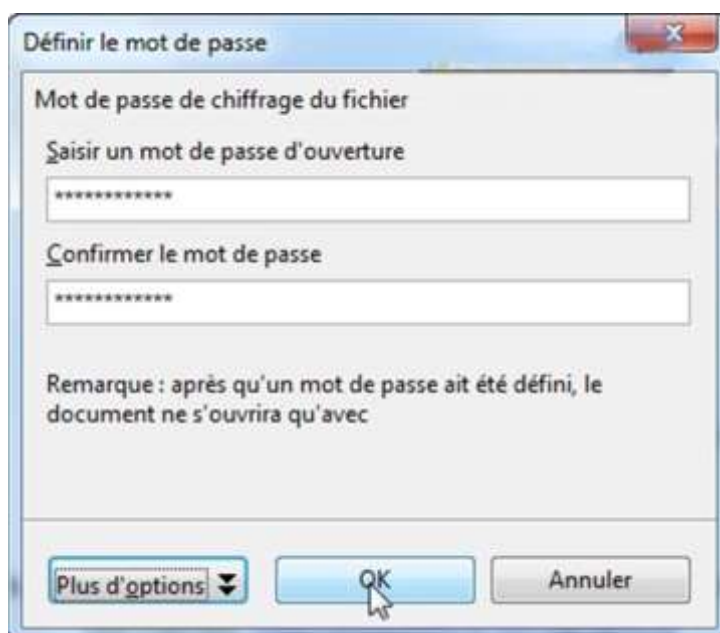 Définir le mot de passe
Mot de passe de chiffrage du fichier
Saisir un mot de passe d'ouverture
************
Confirmer le mot de passe
************
Remarque : après qu'un mot de passe ait été défini, le
document ne s'ouvrira qu'avec
Plus d'options
OK
Annuler